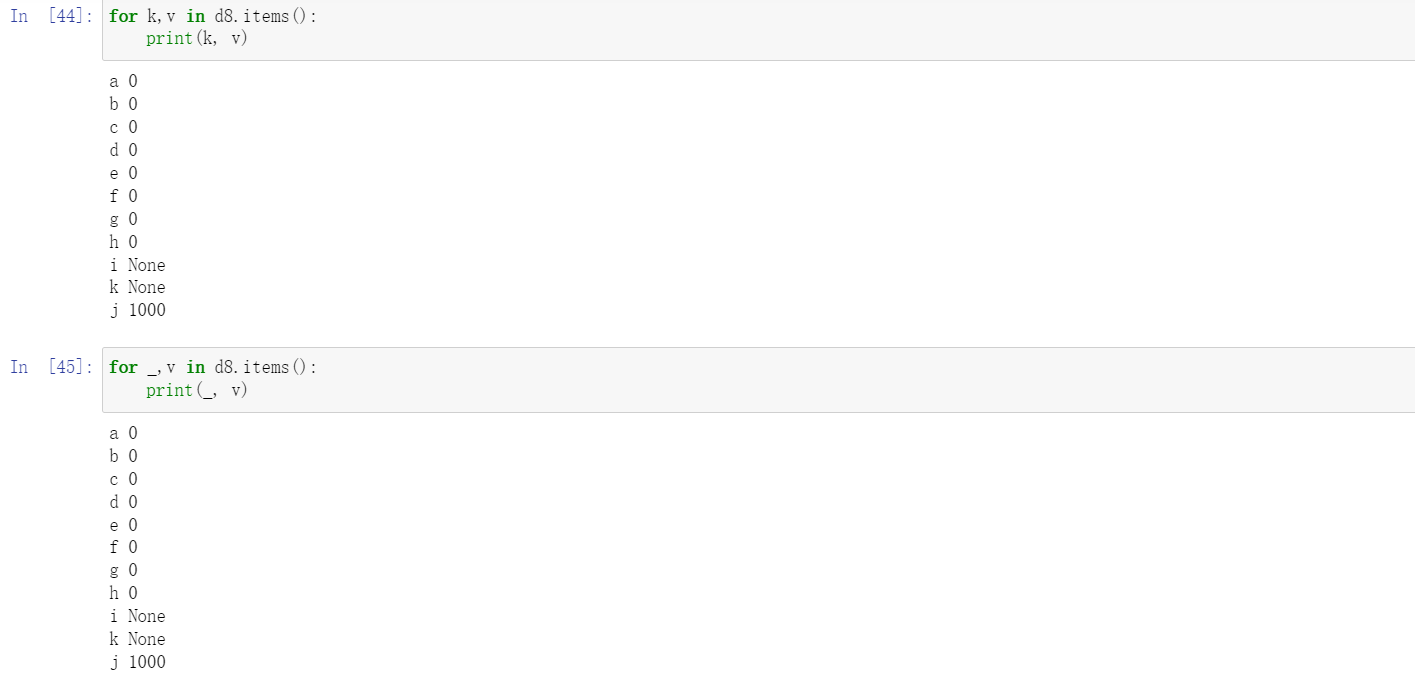 In [44]: for k,v in d8.items():
print(k, v)
a 0
b 0
c 0
d 0
e 0
f 0
g 0
h 0
i None
k None
j 1000
In [45]: for _,v in d8.items():
print(_, v)
a 0
b 0
c 0
d 0
e 0
f 0
g 0
h 0
i None
k None
j 1000